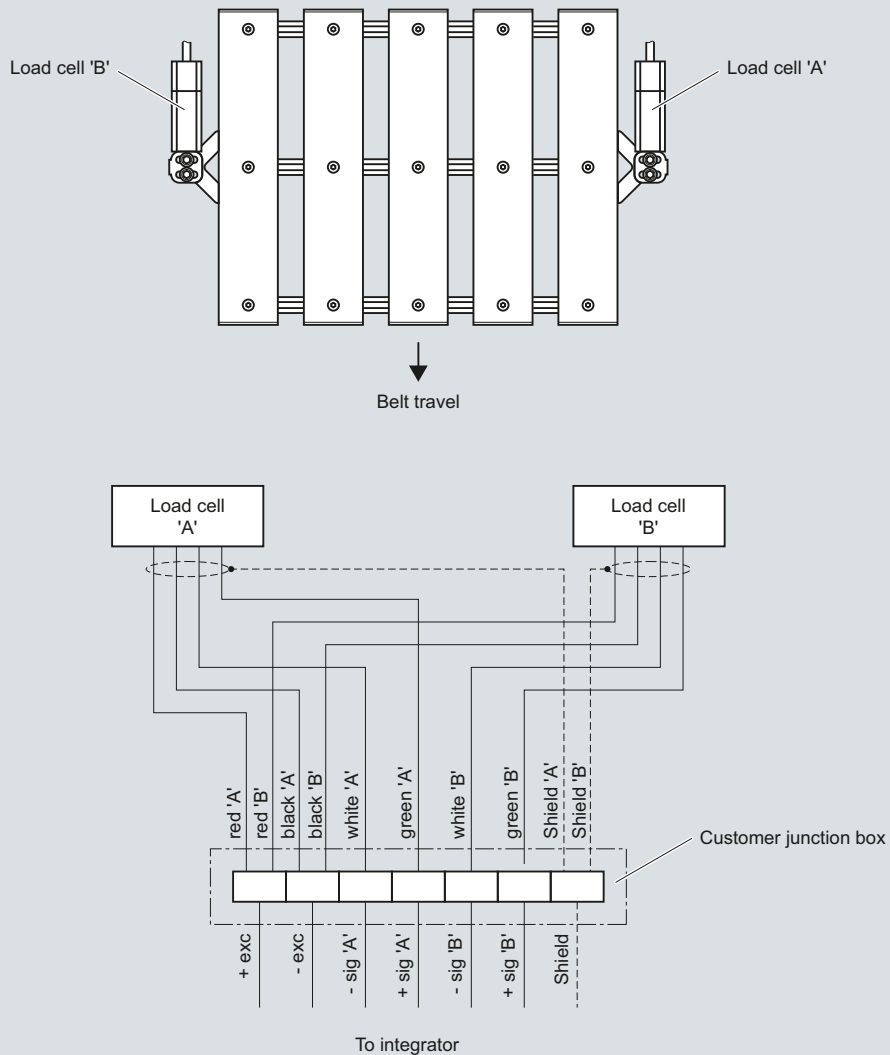 Load cell 'B'
Load cell 'A'
Belt travel
Load cell
'A'
Load cell
'B'
red 'A'
red 'B'
black 'A'
black 'B'
white 'A'
green 'A'
white 'B'
green 'B'
Shield 'A'
Shield 'B'
Customer junction box
+ exc
- exc
- sig 'A'
+ sig 'A'
- sig 'B'
+ sig 'B'
Shield
To integrator